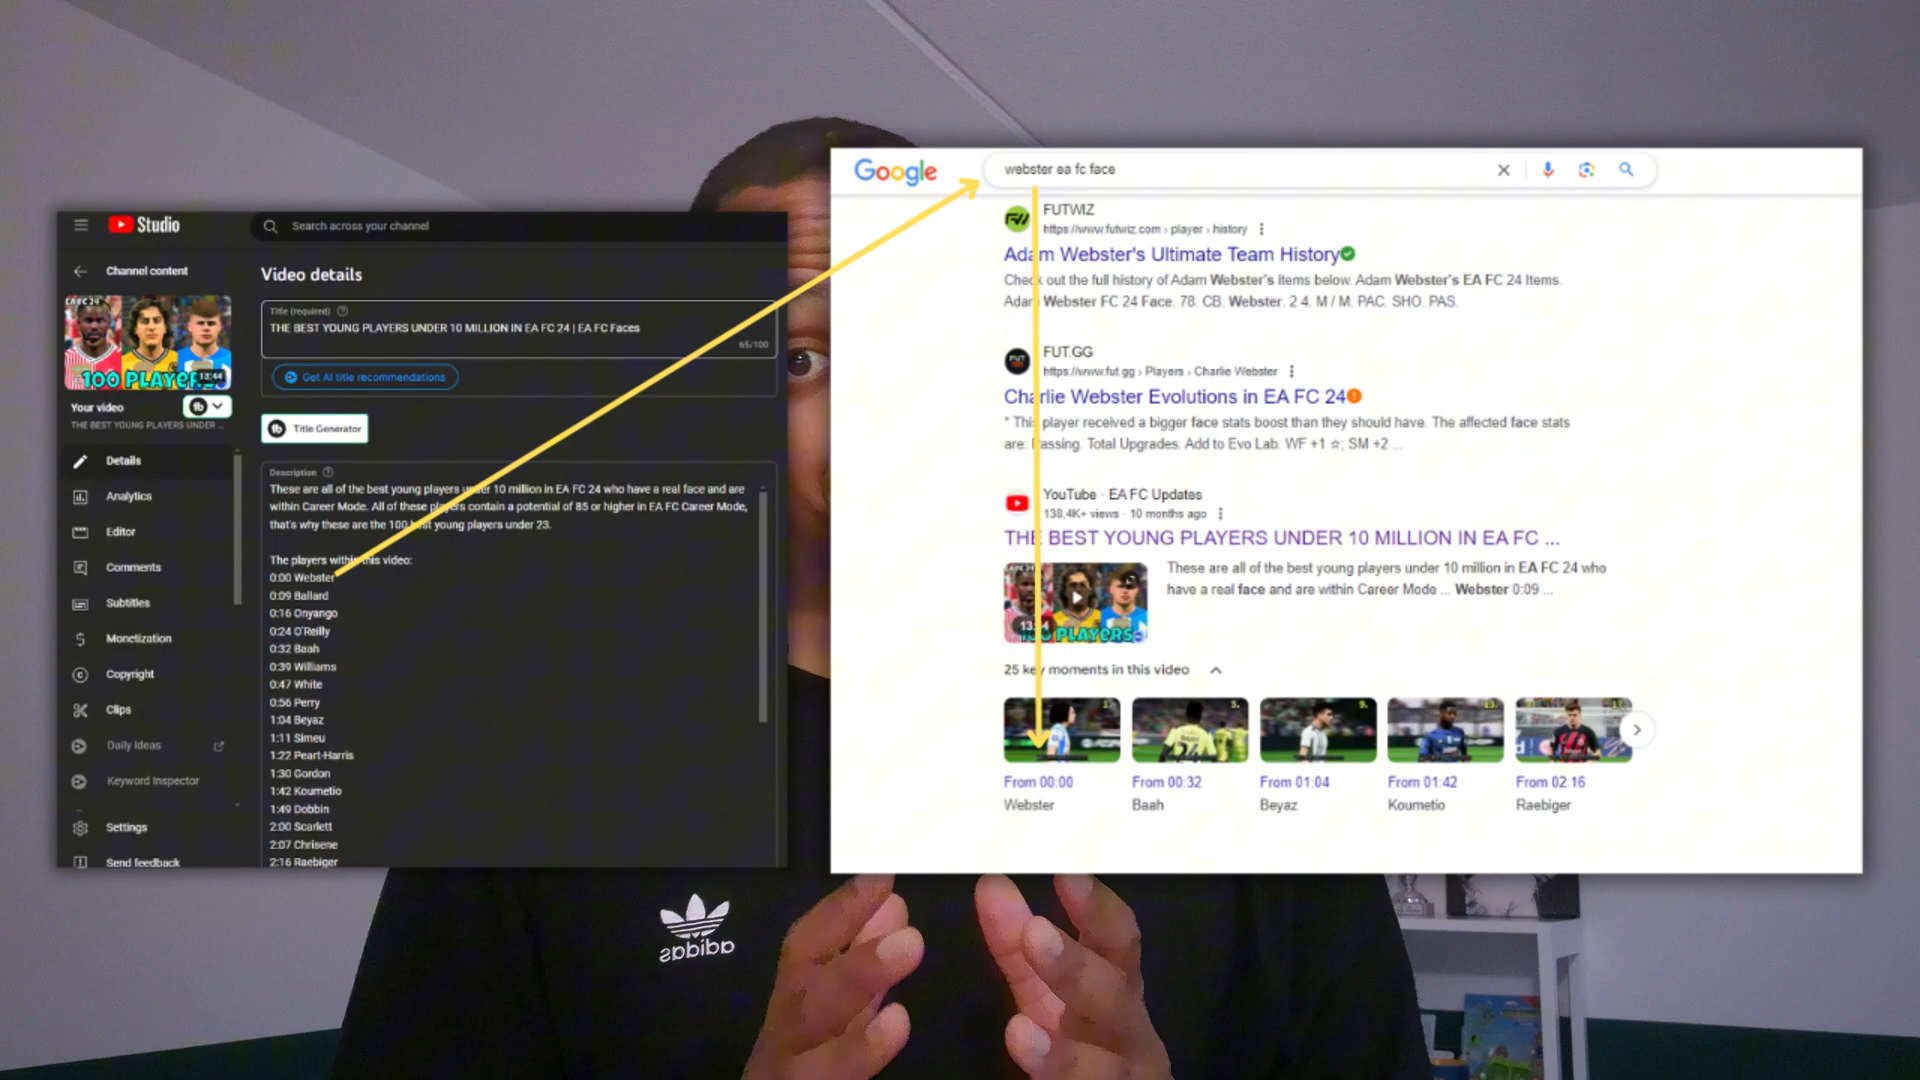 Studio
Search across your channel
Channel content
EA FC 24
100 PLAYERS
13:44
Your video
THE BEST YOUNG PLAYERS UNDER ...
Details
Analytics
Editor
Comments
Subtitles
Monetization
Copyright
Clips
Daily Ideas
Keyword Inspector
Settings
Send feedback
Video details
Title (required)
THE BEST YOUNG PLAYERS UNDER 10 MILLION IN EA FC 24 | EA FC Faces
65/100
Get AI title recommendations
tb Title Generator
Description
These are all of the best young players under 10 million in EA FC 24 who have a real face and are
within Career Mode. All of these players contain a potential of 85 or higher in EA FC Career Mode,
that's why these are the 100 best young players under 23.
The players within this video:
0:00 Webster
0:09 Ballard
0:16 Onyango
0:24 O'Reilly
0:32 Baah
0:39 Williams
0:47 White
0:56 Perry
1:04 Beyaz
1:11 Simeu
1:22 Peart-Harris
1:30 Gordon
1:42 Koumetio
1:49 Dobbin
2:00 Scarlett
2:07 Chrisene
2:16 Raebiger
Google
webster ea fc face
FUTWIZ
https://www.futwiz.com › player › history
Adam Webster's Ultimate Team History
Check out the full history of Adam Webster's items below. Adam Webster's EA FC 24 Items.
Adam Webster FC 24 Face. 78. CB. Webster. 2 4. M / M. PAC. SHO. PAS.
FUT.GG
https://www.fut.gg › Players › Charlie Webster
Charlie Webster Evolutions in EA FC 24
* This player received a bigger face stats boost than they should have. The affected face stats
are: Passing. Total Upgrades. Add to Evo Lab. WF +1 ☆; SM +2 ...
YouTube · EA FC Updates
138,4K+ views · 10 months ago
THE BEST YOUNG PLAYERS UNDER 10 MILLION IN EA FC ...
These are all of the best young players under 10 million in EA FC 24 who
have a real face and are within Career Mode ... Webster 0:09 ...
13:44
100 PLAYERS
25 key moments in this video
From 00:00
Webster
From 00:32
Baah
From 01:04
Beyaz
From 01:42
Koumetio
From 02:16
Raebiger
adidas